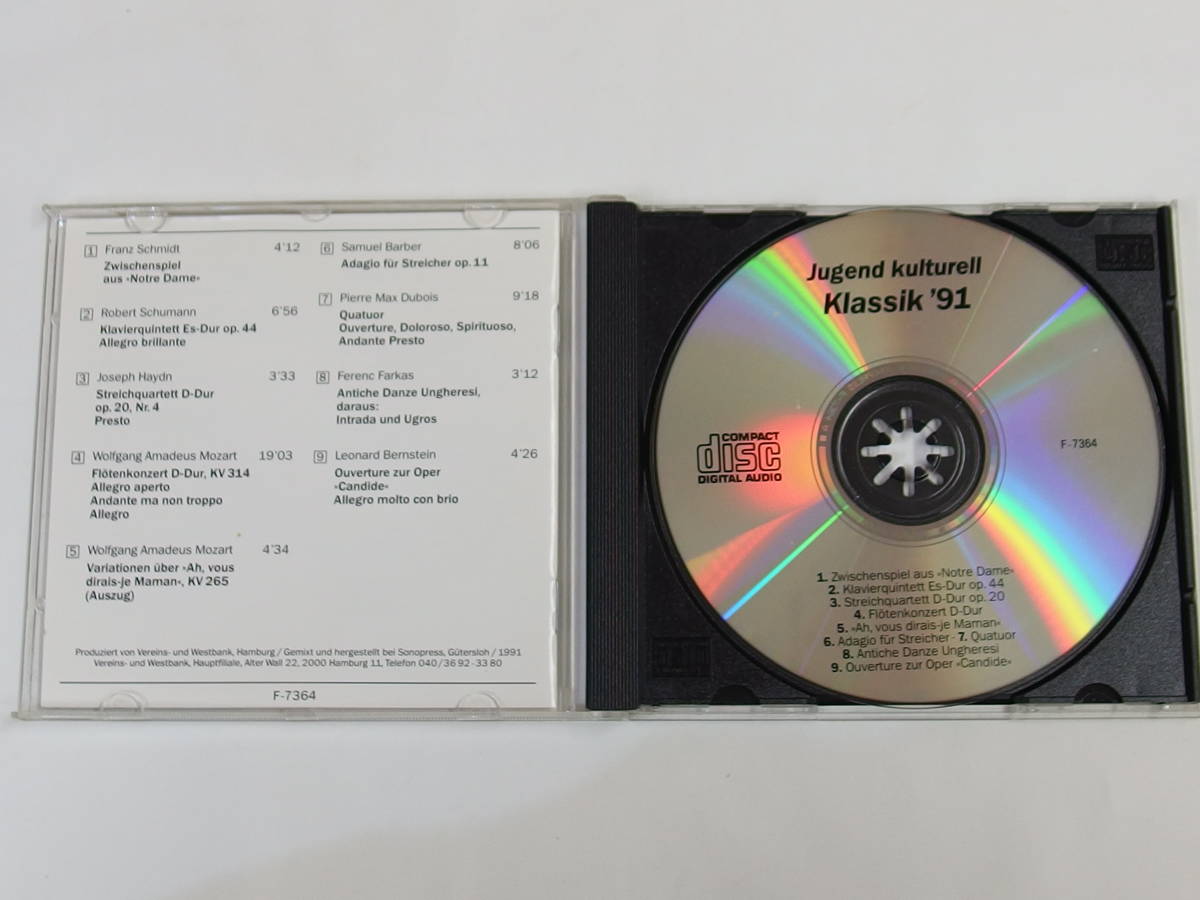 1 Franz Schmidt 4'12
Zwischenspiel
aus »Notre Dame«
2 Robert Schumann 6'56
Klavierquintett Es-Dur op. 44
Allegro brillante
3 Joseph Haydn 3'33
Streichquartett D-Dur
op. 20, Nr. 4
Presto
4 Wolfgang Amadeus Mozart 19'03
Flötenkonzert D-Dur, KV 314
Allegro aperto
Andante ma non troppo
Allegro
5 Wolfgang Amadeus Mozart 4'34
Variationen über »Ah, vous
dirais-je Maman«, KV 265
(Auszug)
6 Samuel Barber 8'06
Adagio für Streicher op. 11
7 Pierre Max Dubois 9'18
Quatuor
Ouverture, Doloroso, Spirituoso,
Andante Presto
8 Ferenc Farkas 3'12
Antiche Danze Ungheresi,
daraus:
Intrada und Ugros
9 Leonard Bernstein 4'26
Ouverture zur Oper
»Candide«
Allegro molto con brio
Produziert von Vereins- und Westbank, Hamburg / Gemixt und hergestellt bei Sonopress, Gütersloh / 1991
Vereins- und Westbank, Hauptfiliale, Alter Wall 22, 2000 Hamburg 11, Telefon 040/36 92-33 80
F-7364
Jugend kulturell
Klassik '91
COMPACT
disc
DIGITAL AUDIO
F-7364
1. Zwischenspiel aus »Notre Dame«
2. Klavierquintett Es-Dur op. 44
3. Streichquartett D-Dur op. 20
4. Flötenkonzert D-Dur
5. »Ah, vous dirais-je Maman«
6. Adagio für Streicher · 7. Quatuor
8. Antiche Danze Ungheresi
9. Ouverture zur Oper »Candide«